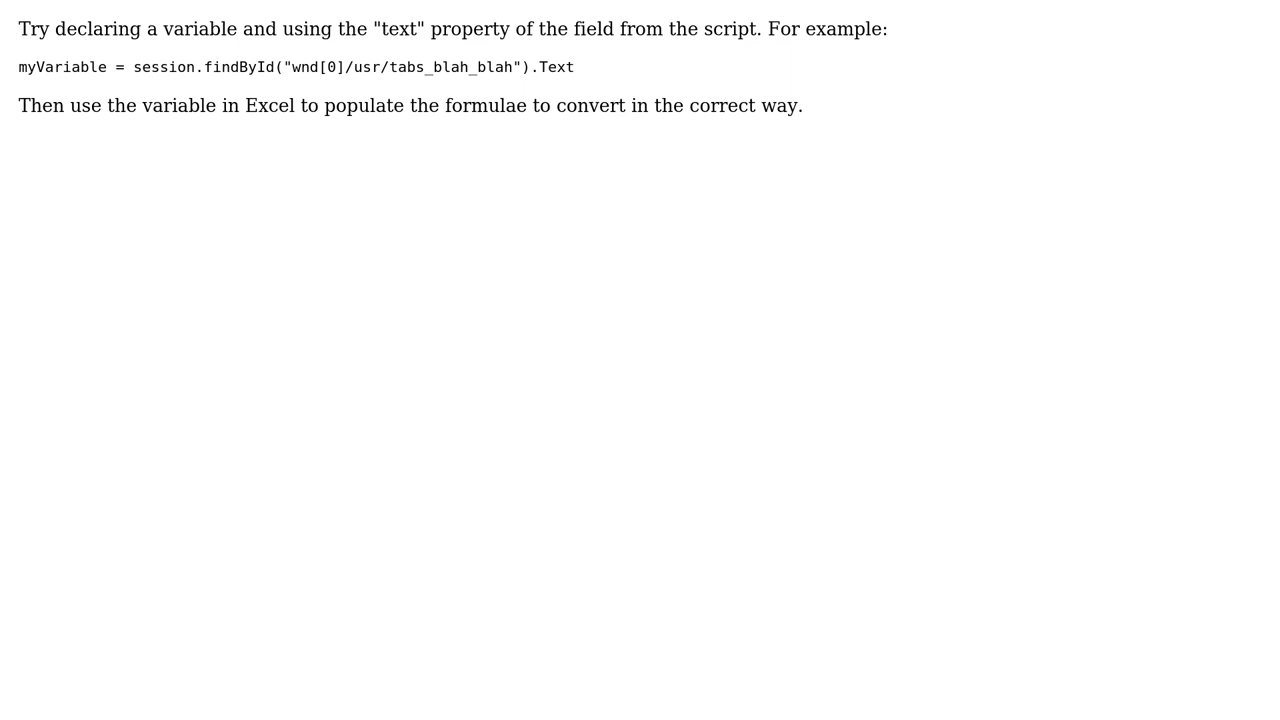 Try declaring a variable and using the "text" property of the field from the script. For example:
myVariable = session.findById("wnd[0]/usr/tabs_blah_blah").Text
Then use the variable in Excel to populate the formulae to convert in the correct way.